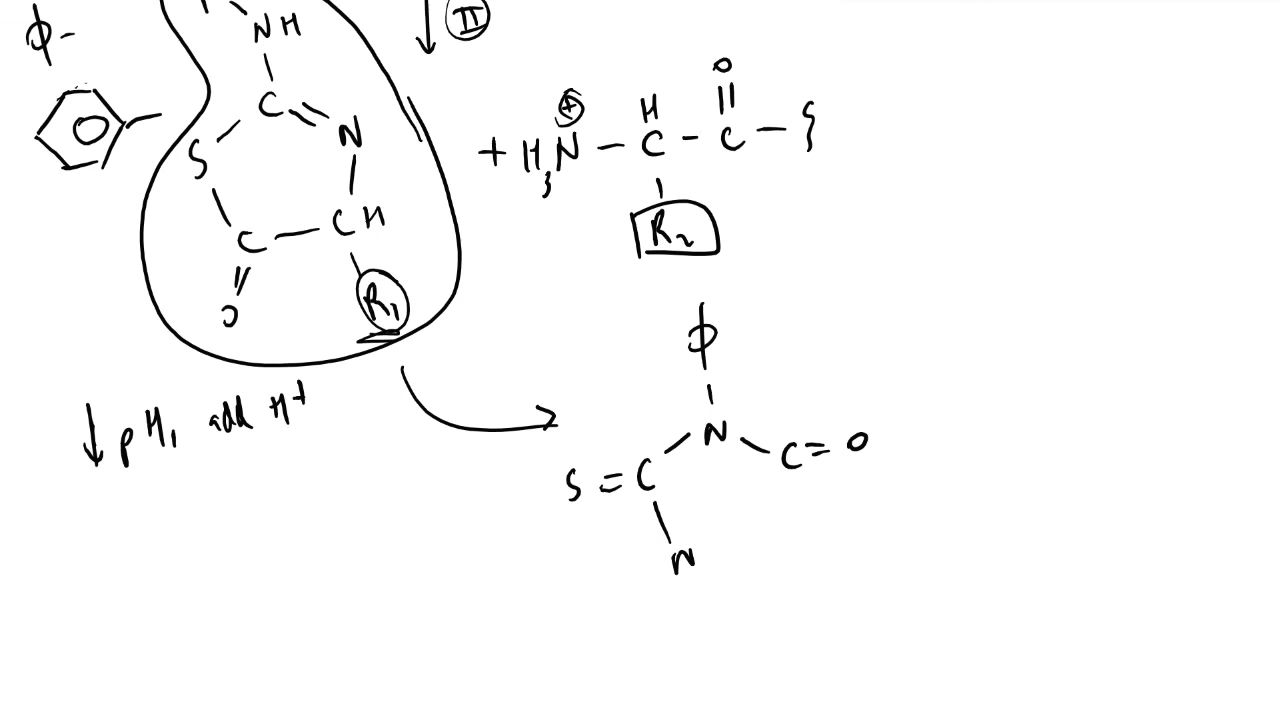 ϕ-
NH
II
C
N
S
C
CH
O
R₁
+ H₃N⊕ - C - C -
H
O
R₂
↓ pH, add H⁺
ϕ
N
S = C
C = O
N